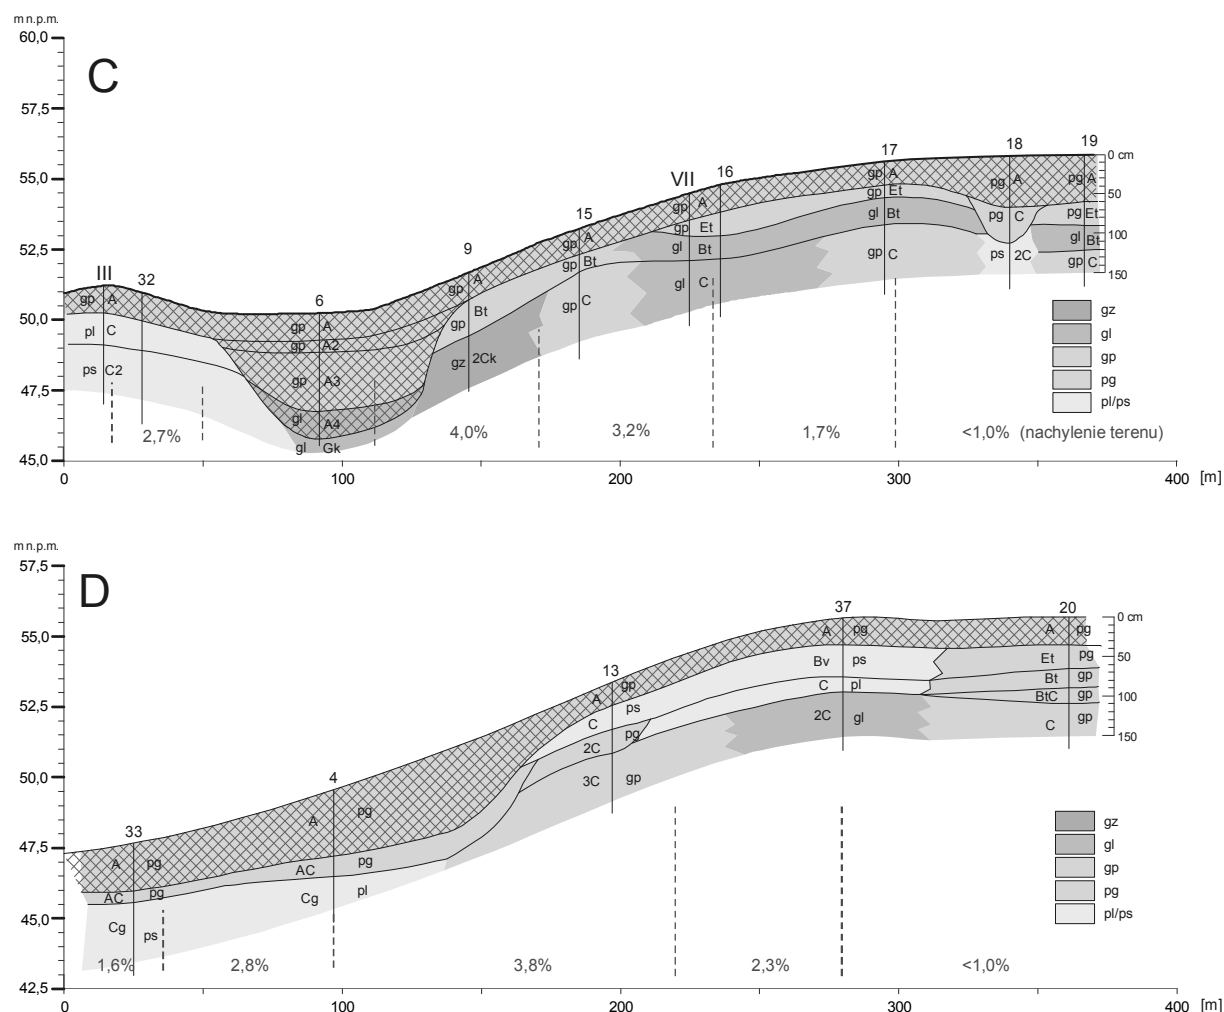 m n.p.m.
60,0
C
57,5
17 18 19
0 cm
VII 16
gp A pg A pg A
55,0
gp Et
50
15
gp A
pg C pg Et
gl Bt
9
gp Et
100
gp A
gl Bt
gl Bt
52,5
gp Bt
gp C ps 2C
gp C
III 32
gp A
150
6
gl C
gp A
gp C
gz
Bt
50,0
gp A
gp
gl
pl C
gp A2
gp
gz 2Ck
ps C2
gp A3
pg
47,5
pl/ps
gl A4
2,7% 4,0% 3,2% 1,7% <1,0% (nachylenie terenu)
gl Gk
45,0
0 100 200 300 400 [m]
m n.p.m.
57,5
D
37 20
0 cm
A pg A pg
55,0
13
Bv ps Et pg
50
gp
Bt gp
A
C pl
BtC gp
100
ps
52,5
C
2C gl C gp
pg
150
2C
4
3C gp
50,0
pg
gz
33
A
gl
47,5
A pg
AC pg
gp
AC pg
Cg pl
pg
45,0
Cg ps
pl/ps
1,6% 2,8% 3,8% 2,3% <1,0%
42,5
0 100 200 300 400 [m]